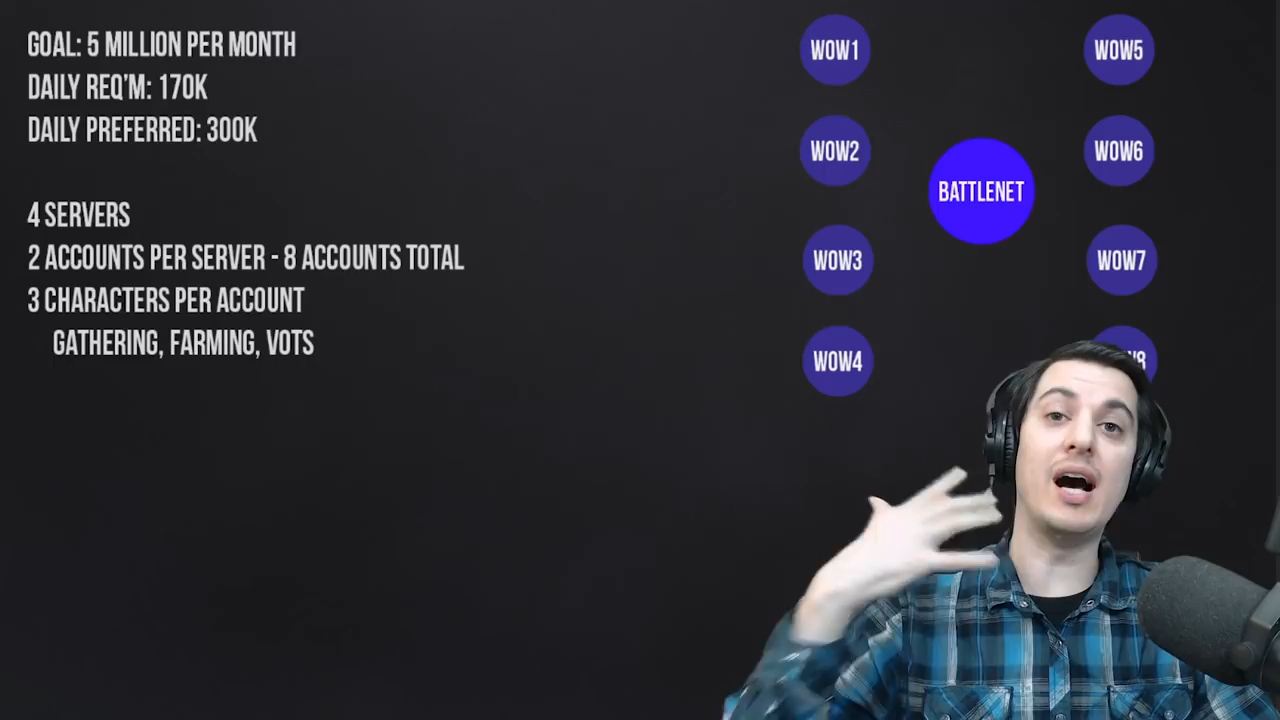 GOAL: 5 MILLION PER MONTH
DAILY REQ'M: 170K
DAILY PREFERRED: 300K
4 SERVERS
2 ACCOUNTS PER SERVER - 8 ACCOUNTS TOTAL
3 CHARACTERS PER ACCOUNT
GATHERING, FARMING, VOTS
WOW1
WOW5
WOW2
WOW6
BATTLENET
WOW3
WOW7
WOW4